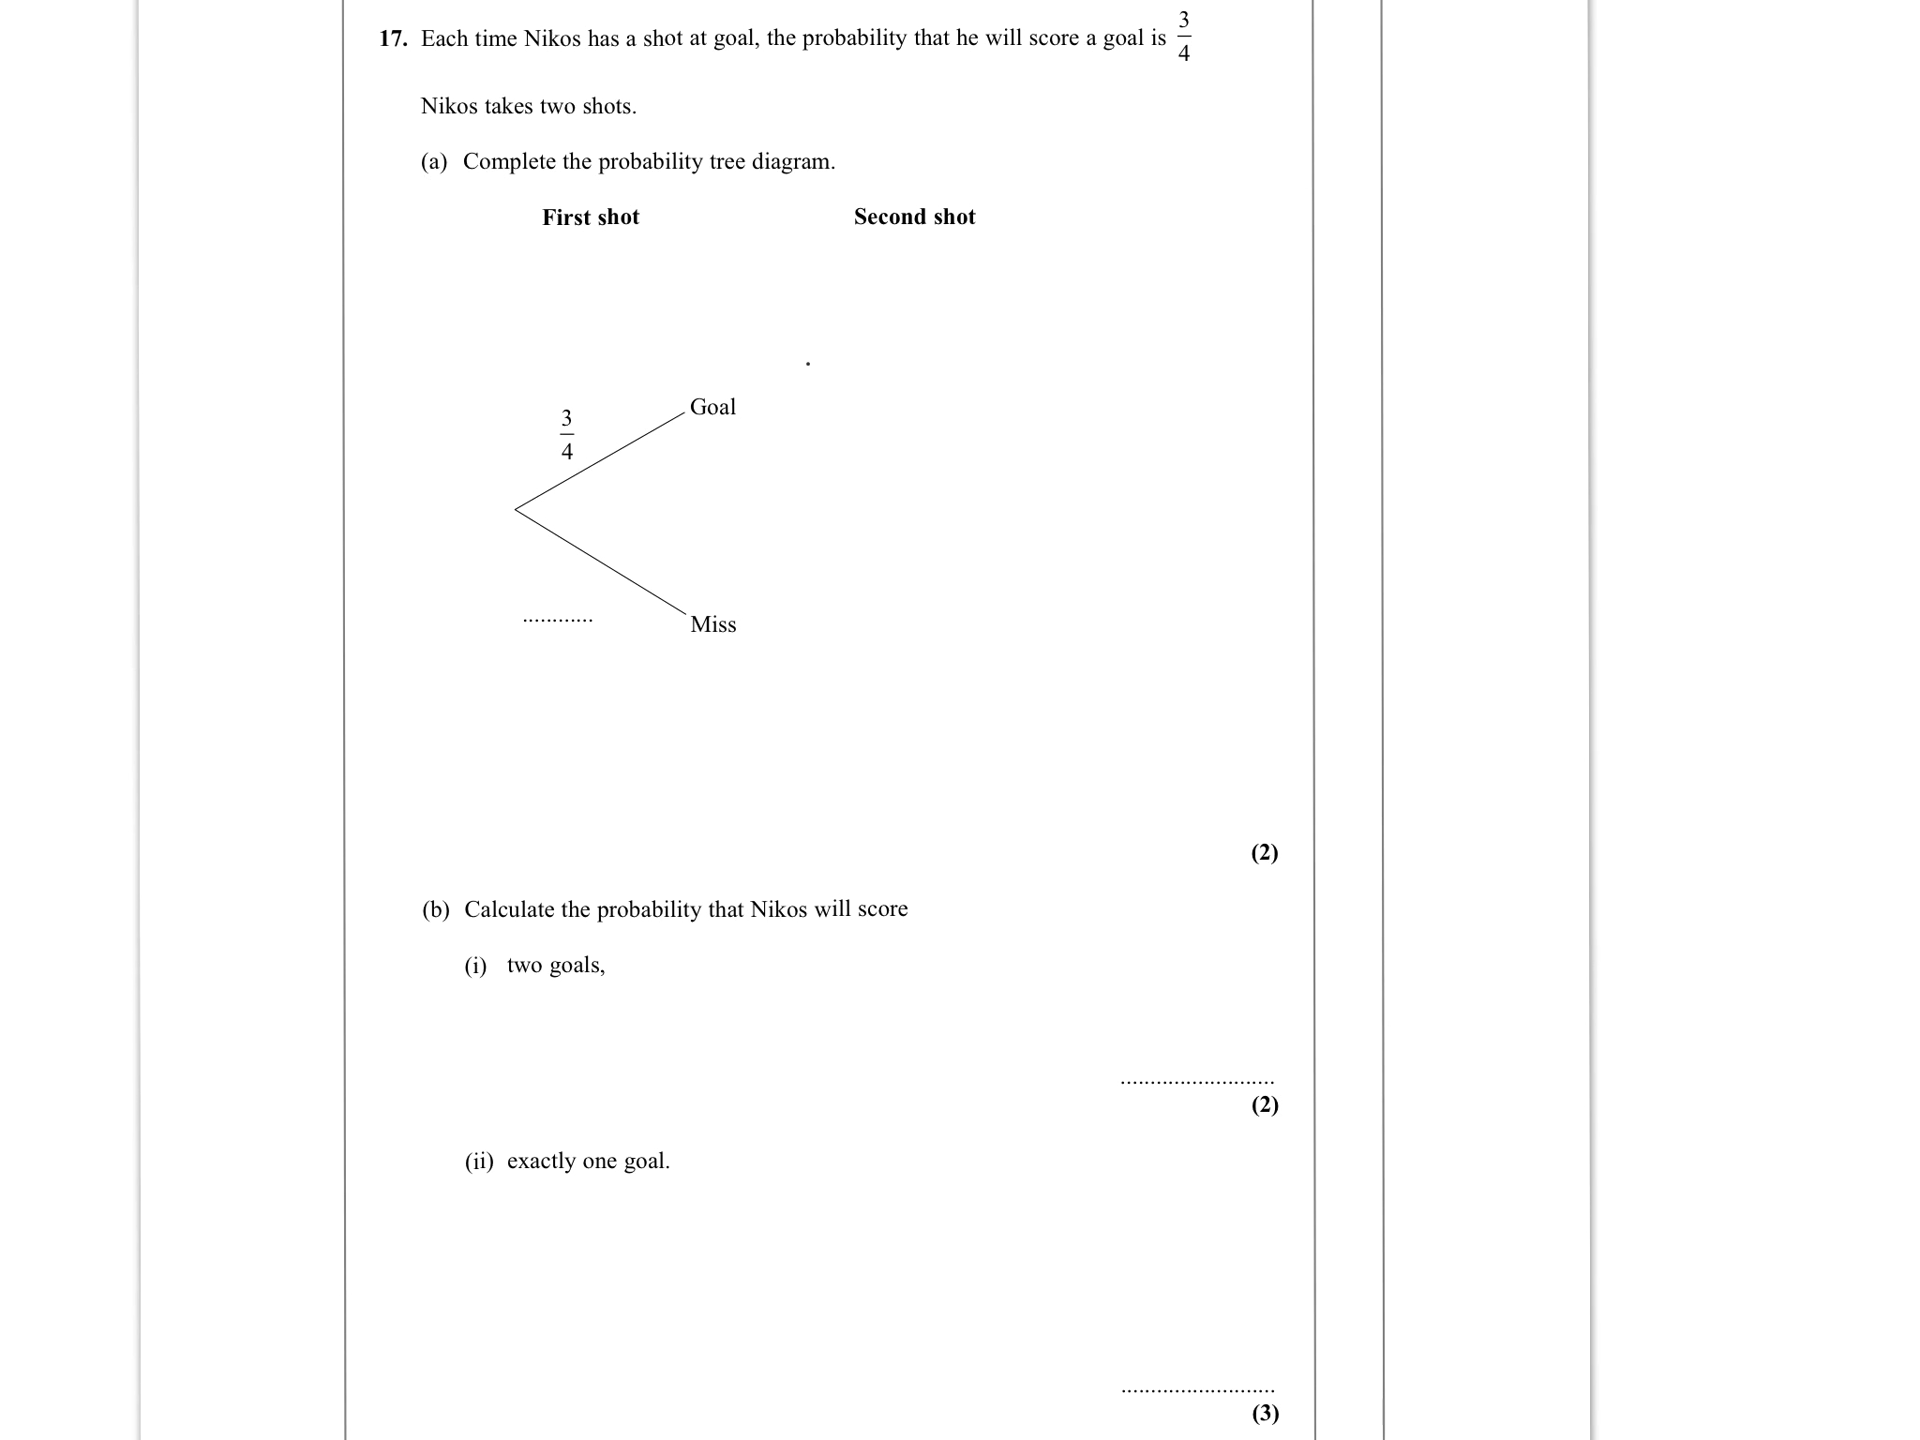 17. Each time Nikos has a shot at goal, the probability that he will score a goal is 3/4
Nikos takes two shots.
(a) Complete the probability tree diagram.
First shot Second shot
3/4 Goal
............ Miss
(2)
(b) Calculate the probability that Nikos will score
(i) two goals,
..........................
(2)
(ii) exactly one goal.
..........................
(3)